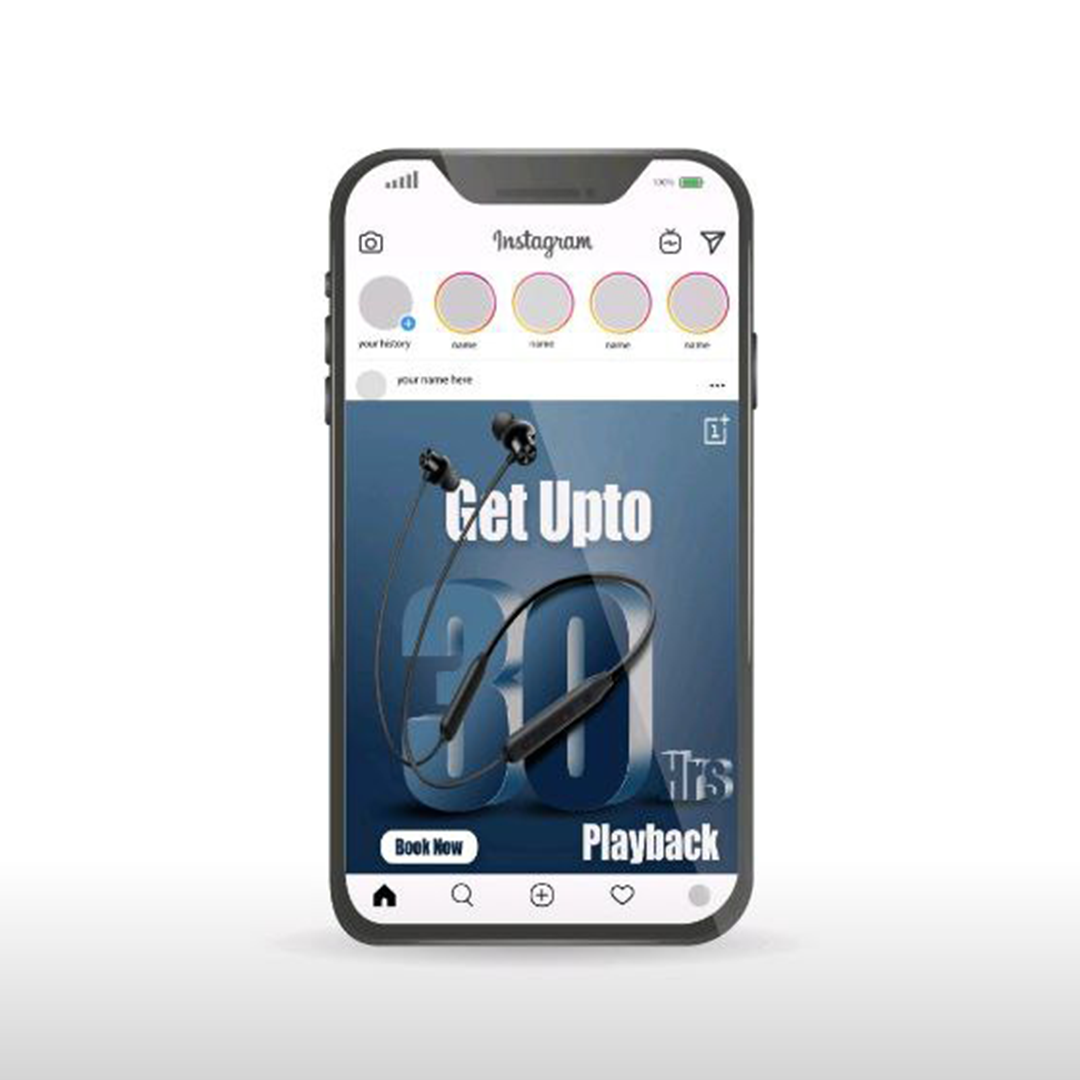 100%
Instagram
your history
name
name
name
name
your name here
1+
Get Upto
30
Hrs
Playback
Book Now